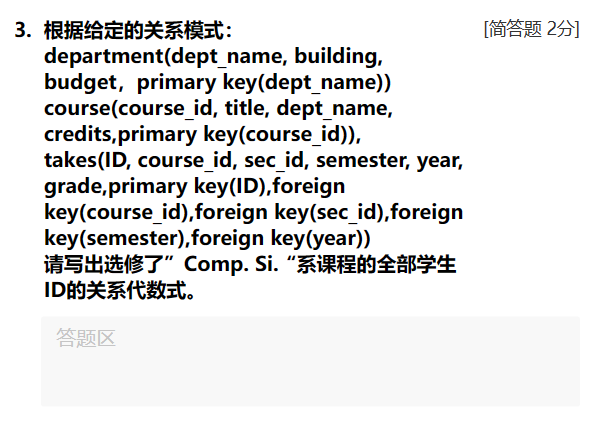 3. 根据给定的关系模式： [简答题 2分]
department(dept_name, building,
budget，primary key(dept_name))
course(course_id, title, dept_name,
credits,primary key(course_id)),
takes(ID, course_id, sec_id, semester, year,
grade,primary key(ID),foreign
key(course_id),foreign key(sec_id),foreign
key(semester),foreign key(year))
请写出选修了”Comp. Si.“系课程的全部学生
ID的关系代数式。
答题区